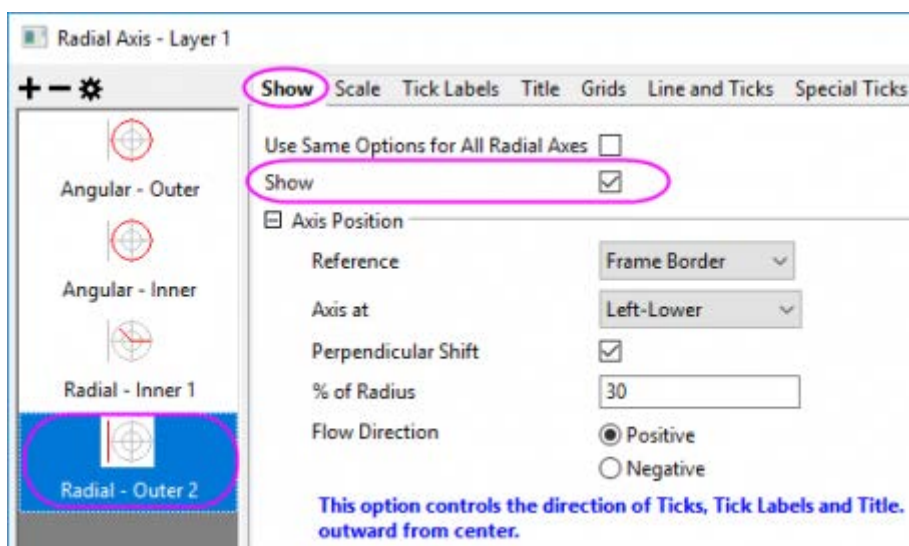 Radial Axis - Layer 1
Show Scale Tick Labels Title Grids Line and Ticks Special Ticks
Use Same Options for All Radial Axes
Show
Axis Position
Reference Frame Border
Axis at Left-Lower
Perpendicular Shift
% of Radius 30
Flow Direction Positive
Negative
This option controls the direction of Ticks, Tick Labels and Title.
outward from center.
Angular - Outer
Angular - Inner
Radial - Inner 1
Radial - Outer 2